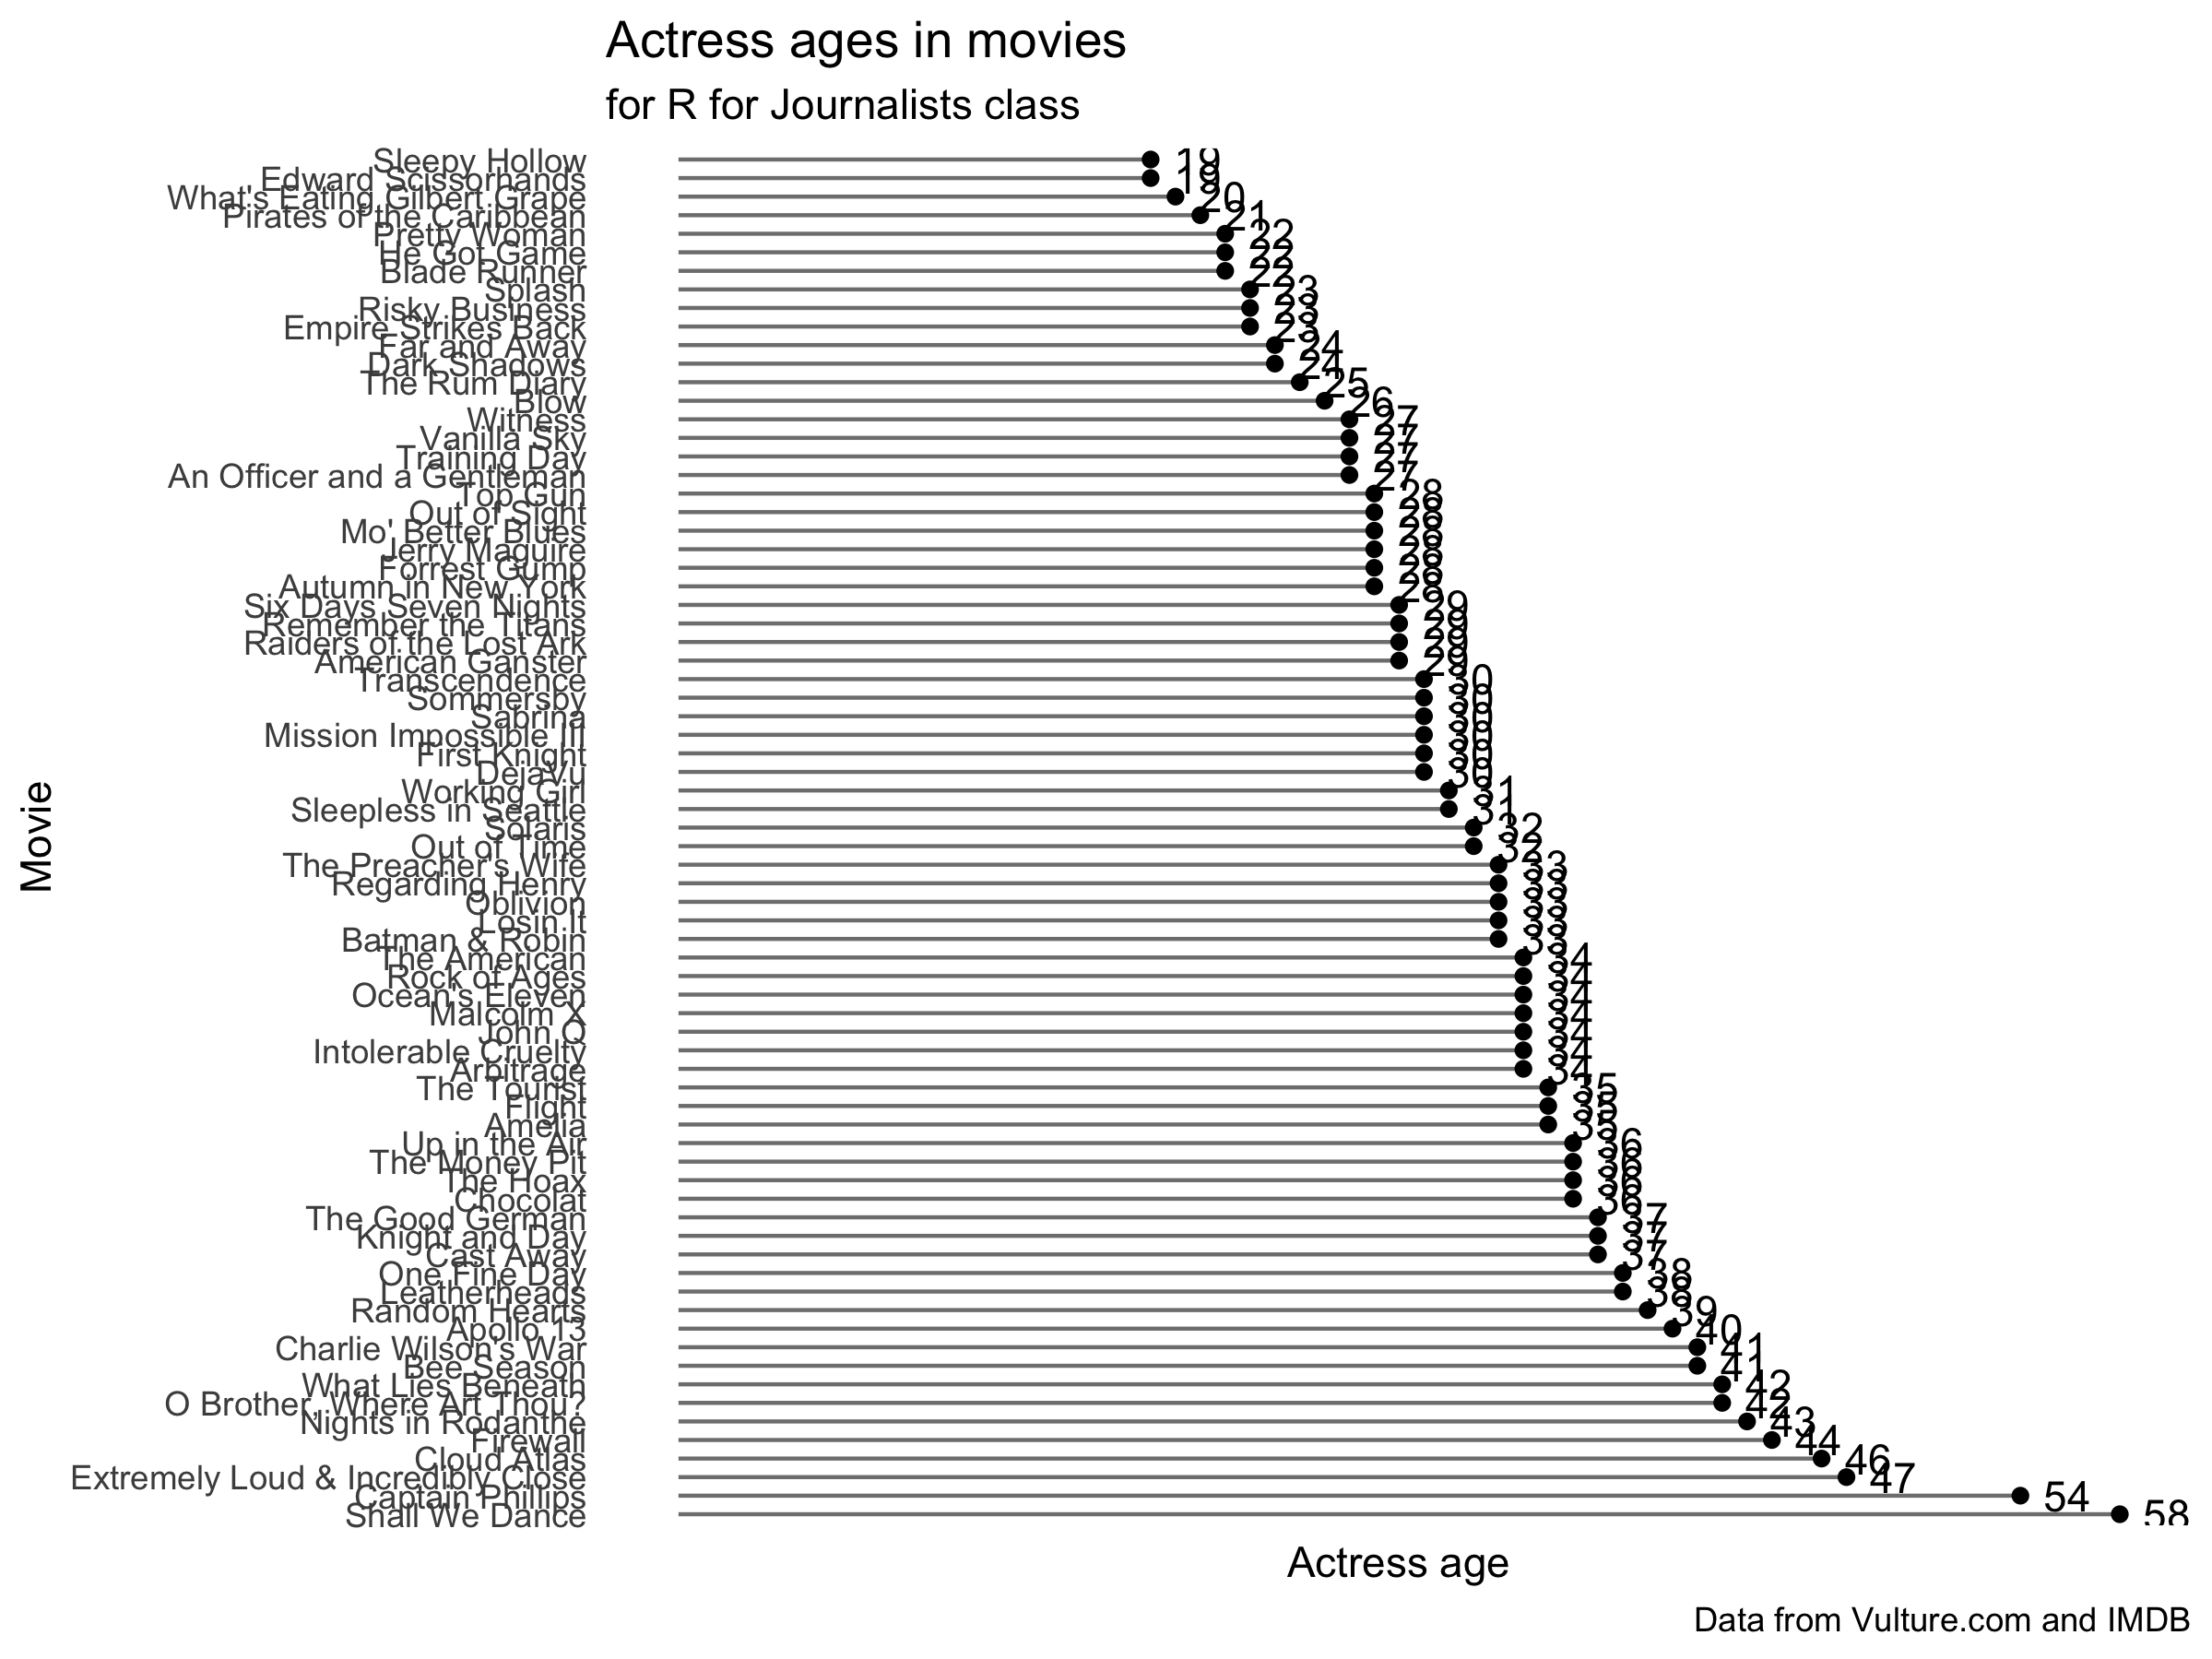 Actress ages in movies
for R for Journalists class
Movie
Sleepy Hollow 19
Edward Scissorhands 19
What's Eating Gilbert Grape 20
Pirates of the Caribbean 21
Pretty Woman 22
He Got Game 22
Blade Runner 22
Splash 23
Risky Business 23
Empire Strikes Back 23
Far and Away 24
Dark Shadows 24
The Rum Diary 25
Blow 26
Witness 27
Vanilla Sky 27
Training Day 27
An Officer and a Gentleman 27
Top Gun 28
Out of Sight 28
Mo' Better Blues 28
Jerry Maguire 28
Forrest Gump 28
Autumn in New York 28
Six Days Seven Nights 29
Remember the Titans 29
Raiders of the Lost Ark 29
American Ganster 29
Transcendence 30
Sommersby 30
Sabrina 30
Mission Impossible III 30
First Knight 30
DejaVu 30
Working Girl 31
Sleepless in Seattle 31
Solaris 32
Out of Time 32
The Preacher's Wife 33
Regarding Henry 33
Oblivion 33
Losin It 33
Batman & Robin 33
The American 34
Rock of Ages 34
Ocean's Eleven 34
Malcolm X 34
John Q 34
Intolerable Cruelty 34
Arbitrage 34
The Tourist 35
Flight 35
Amelia 35
Up in the Air 36
The Money Pit 36
The Hoax 36
Chocolat 36
The Good German 37
Knight and Day 37
Cast Away 37
One Fine Day 38
Leatherheads 38
Random Hearts 39
Apollo 13 40
Charlie Wilson's War 41
Bee Season 41
What Lies Beneath 42
O Brother, Where Art Thou? 42
Nights in Rodanthe 43
Firewall 44
Cloud Atlas 46
Extremely Loud & Incredibly Close 47
Captain Phillips 54
Shall We Dance 58
Actress age
Data from Vulture.com and IMDB